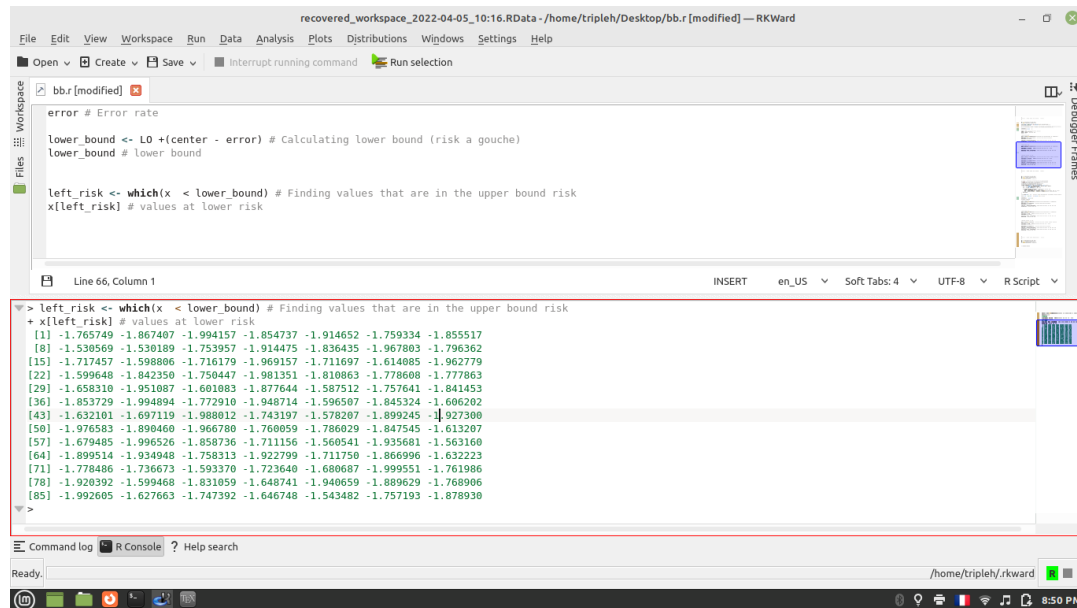 recovered_workspace_2022-04-05_10:16.RData - /home/tripleh/Desktop/bb.r [modified] — RKWard
File Edit View Workspace Run Data Analysis Plots Distributions Windows Settings Help
Open Create Save Interrupt running command Run selection
Workspace
Files
bb.r [modified]
Debugger Frames
error # Error rate
lower_bound <- LO +(center - error) # Calculating lower bound (risk a gouche)
lower_bound # lower bound
left_risk <- which(x < lower_bound) # Finding values that are in the upper bound risk
x[left_risk] # values at lower risk
Line 66, Column 1 INSERT en_US Soft Tabs: 4 UTF-8 R Script
> left_risk <- which(x < lower_bound) # Finding values that are in the upper bound risk
+ x[left_risk] # values at lower risk
[1] -1.765749 -1.867407 -1.994157 -1.854737 -1.914652 -1.759334 -1.855517
[8] -1.530569 -1.530189 -1.753957 -1.914475 -1.836435 -1.967803 -1.796362
[15] -1.717457 -1.598806 -1.716179 -1.969157 -1.711697 -1.614085 -1.962779
[22] -1.599648 -1.842350 -1.750447 -1.981351 -1.810863 -1.778608 -1.777863
[29] -1.658310 -1.951087 -1.601083 -1.877644 -1.587512 -1.757641 -1.841453
[36] -1.853729 -1.994894 -1.772910 -1.948714 -1.596507 -1.845324 -1.606202
[43] -1.632101 -1.697119 -1.988012 -1.743197 -1.578207 -1.899245 -1.927300
[50] -1.976583 -1.890460 -1.966780 -1.760059 -1.786029 -1.847545 -1.613207
[57] -1.679485 -1.996526 -1.858736 -1.711156 -1.560541 -1.935681 -1.563160
[64] -1.899514 -1.934948 -1.758313 -1.922799 -1.711750 -1.866996 -1.632223
[71] -1.778486 -1.736673 -1.593370 -1.723640 -1.680687 -1.999551 -1.761986
[78] -1.920392 -1.599468 -1.831059 -1.648741 -1.940659 -1.889629 -1.768906
[85] -1.992605 -1.627663 -1.747392 -1.646748 -1.543482 -1.757193 -1.878930
>
Command log R Console ? Help search
Ready. /home/tripleh/.rkward R
8:50 PM